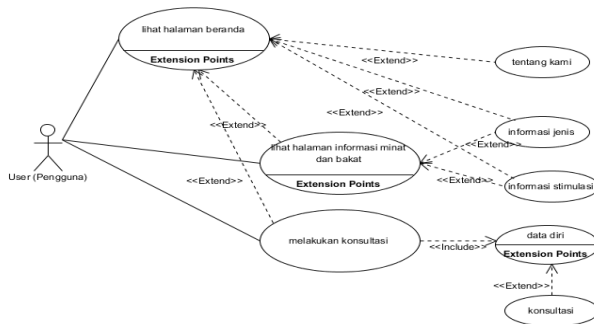 lihat halaman beranda
Extension Points
<<Extend>>
tentang kami
<<Extend>>
<<Extend>>
<<Extend>>
informasi jenis
lihat halaman informasi minat
dan bakat
<<Extend>>
Extension Points
User (Pengguna)
<<Extend>>
<<Extend>>
informasi stimulasi
melakukan konsultasi
<<Include>>
data diri
Extension Points
<<Extend>>
konsultasi